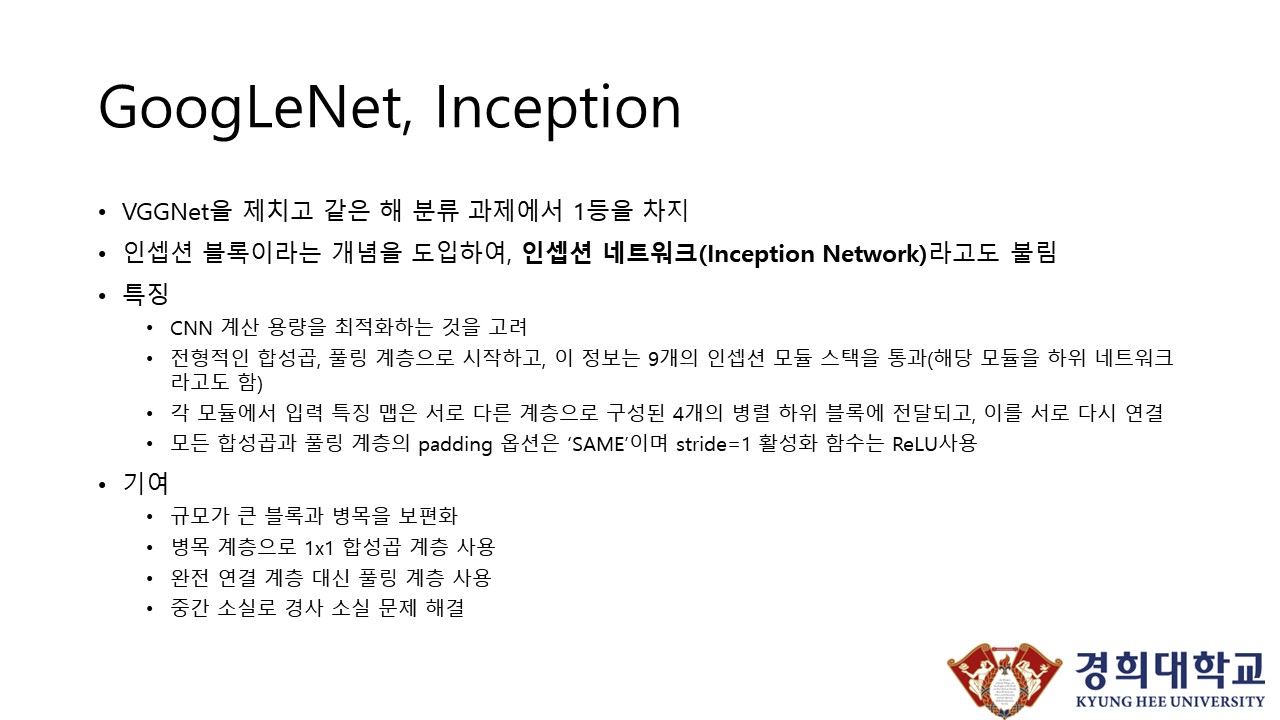 GoogLeNet, Inception
• VGGNet을 제치고 같은 해 분류 과제에서 1등을 차지
• 인셉션 블록이라는 개념을 도입하여, 인셉션 네트워크(Inception Network)라고도 불림
• 특징
• CNN 계산 용량을 최적화하는 것을 고려
• 전형적인 합성곱, 풀링 계층으로 시작하고, 이 정보는 9개의 인셉션 모듈 스택을 통과(해당 모듈을 하위 네트워크
라고도 함)
• 각 모듈에서 입력 특징 맵은 서로 다른 계층으로 구성된 4개의 병렬 하위 블록에 전달되고, 이를 서로 다시 연결
• 모든 합성곱과 풀링 계층의 padding 옵션은 ‘SAME’이며 stride=1 활성화 함수는 ReLU사용
• 기여
• 규모가 큰 블록과 병목을 보편화
• 병목 계층으로 1x1 합성곱 계층 사용
• 완전 연결 계층 대신 풀링 계층 사용
• 중간 소실로 경사 소실 문제 해결
경희대학교
KYUNG HEE UNIVERSITY